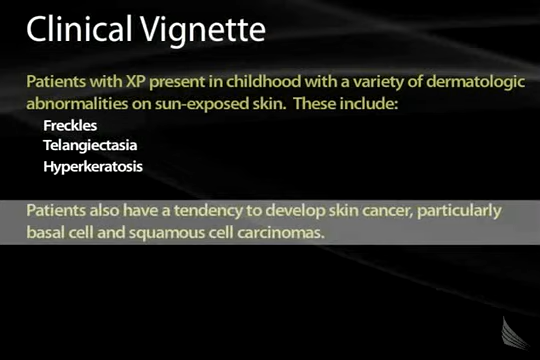 Clinical Vignette
Patients with XP present in childhood with a variety of dermatologic
abnormalities on sun-exposed skin.  These include:
Freckles
Telangiectasia
Hyperkeratosis
Patients also have a tendency to develop skin cancer, particularly
basal cell and squamous cell carcinomas.